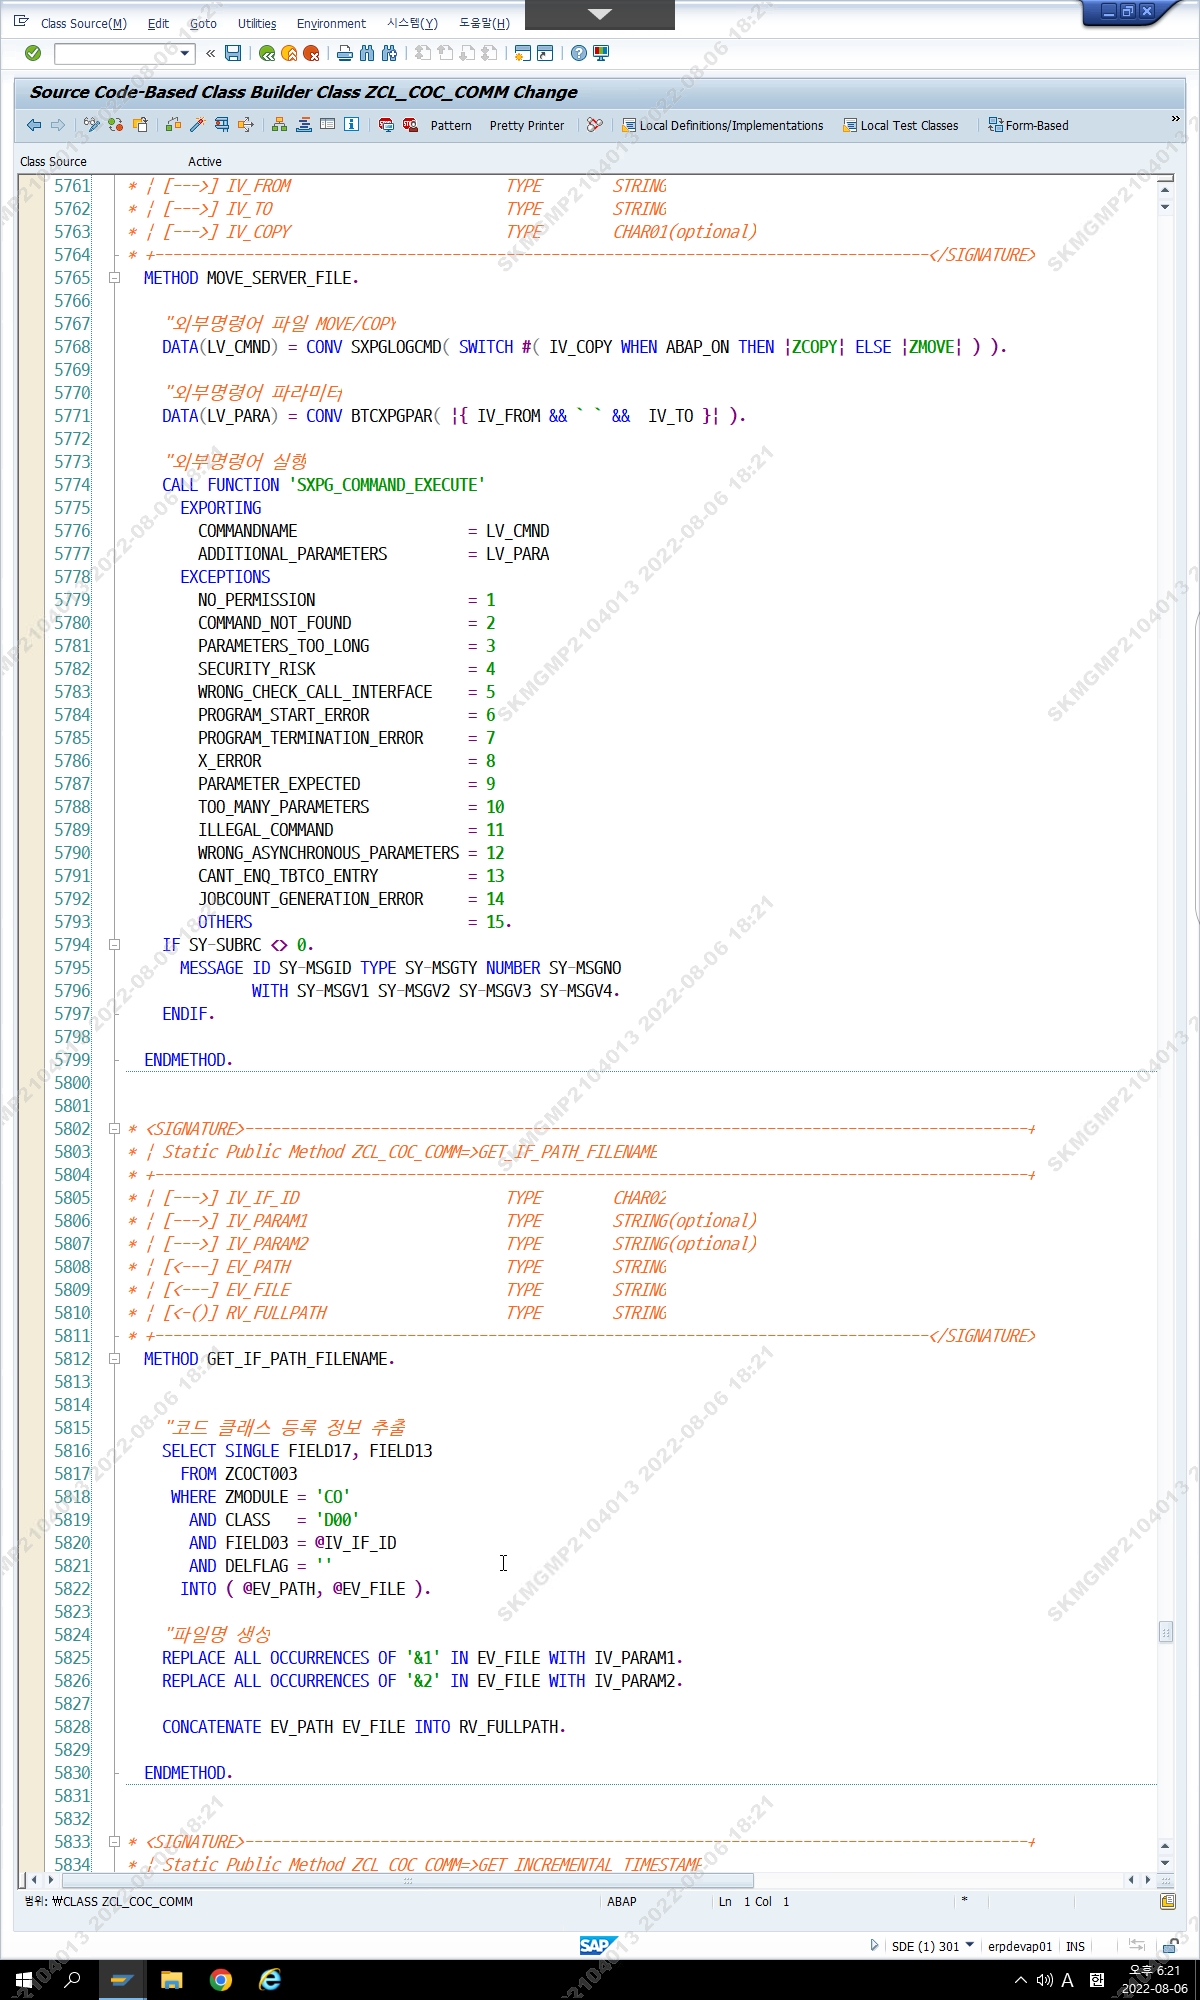 Class Source(M) Edit Goto Utilities Environment 시스템(Y) 도움말(H)
Source Code-Based Class Builder Class ZCL_COC_COMM Change
Pattern Pretty Printer Local Definitions/Implementations Local Test Classes Form-Based »
Class Source Active
5761 * ¦ [--->] IV_FROM TYPE STRING
5762 * ¦ [--->] IV_TO TYPE STRING
5763 * ¦ [--->] IV_COPY TYPE CHAR01(optional)
5764 * +--------------------------------------------------------------------------------------</SIGNATURE>
5765 METHOD MOVE_SERVER_FILE.
5766
5767 "외부명령어 파일 MOVE/COPY
5768 DATA(LV_CMND) = CONV SXPGLOGCMD( SWITCH #( IV_COPY WHEN ABAP_ON THEN |ZCOPY| ELSE |ZMOVE| ) ).
5769
5770 "외부명령어 파라미터
5771 DATA(LV_PARA) = CONV BTCXPGPAR( |{ IV_FROM && ` ` && IV_TO }| ).
5772
5773 "외부명령어 실행
5774 CALL FUNCTION 'SXPG_COMMAND_EXECUTE'
5775 EXPORTING
5776 COMMANDNAME = LV_CMND
5777 ADDITIONAL_PARAMETERS = LV_PARA
5778 EXCEPTIONS
5779 NO_PERMISSION = 1
5780 COMMAND_NOT_FOUND = 2
5781 PARAMETERS_TOO_LONG = 3
5782 SECURITY_RISK = 4
5783 WRONG_CHECK_CALL_INTERFACE = 5
5784 PROGRAM_START_ERROR = 6
5785 PROGRAM_TERMINATION_ERROR = 7
5786 X_ERROR = 8
5787 PARAMETER_EXPECTED = 9
5788 TOO_MANY_PARAMETERS = 10
5789 ILLEGAL_COMMAND = 11
5790 WRONG_ASYNCHRONOUS_PARAMETERS = 12
5791 CANT_ENQ_TBTCO_ENTRY = 13
5792 JOBCOUNT_GENERATION_ERROR = 14
5793 OTHERS = 15.
5794 IF SY-SUBRC <> 0.
5795 MESSAGE ID SY-MSGID TYPE SY-MSGTY NUMBER SY-MSGNO
5796 WITH SY-MSGV1 SY-MSGV2 SY-MSGV3 SY-MSGV4.
5797 ENDIF.
5798
5799 ENDMETHOD.
5800
5801
5802 * <SIGNATURE>---------------------------------------------------------------------------------------+
5803 * ¦ Static Public Method ZCL_COC_COMM=>GET_IF_PATH_FILENAME
5804 * +-------------------------------------------------------------------------------------------------+
5805 * ¦ [--->] IV_IF_ID TYPE CHAR02
5806 * ¦ [--->] IV_PARAM1 TYPE STRING(optional)
5807 * ¦ [--->] IV_PARAM2 TYPE STRING(optional)
5808 * ¦ [<---] EV_PATH TYPE STRING
5809 * ¦ [<---] EV_FILE TYPE STRING
5810 * ¦ [<-()] RV_FULLPATH TYPE STRING
5811 * +--------------------------------------------------------------------------------------</SIGNATURE>
5812 METHOD GET_IF_PATH_FILENAME.
5813
5814
5815 "코드 클래스 등록 정보 추출
5816 SELECT SINGLE FIELD17, FIELD13
5817 FROM ZCOCT003
5818 WHERE ZMODULE = 'CO'
5819 AND CLASS = 'D00'
5820 AND FIELD03 = @IV_IF_ID
5821 AND DELFLAG = ''
5822 INTO ( @EV_PATH, @EV_FILE ).
5823
5824 "파일명 생성
5825 REPLACE ALL OCCURRENCES OF '&1' IN EV_FILE WITH IV_PARAM1.
5826 REPLACE ALL OCCURRENCES OF '&2' IN EV_FILE WITH IV_PARAM2.
5827
5828 CONCATENATE EV_PATH EV_FILE INTO RV_FULLPATH.
5829
5830 ENDMETHOD.
5831
5832
5833 * <SIGNATURE>---------------------------------------------------------------------------------------+
5834 * ¦ Static Public Method ZCL_COC_COMM=>GET_INCREMENTAL_TIMESTAMP
범위: ₩CLASS ZCL_COC_COMM ABAP Ln 1 Col 1 *
SAP SDE (1) 301 erpdevap01 INS
A 한 오후 6:21
2022-08-06
SKMGMP2104013 2022-08-06 18:21